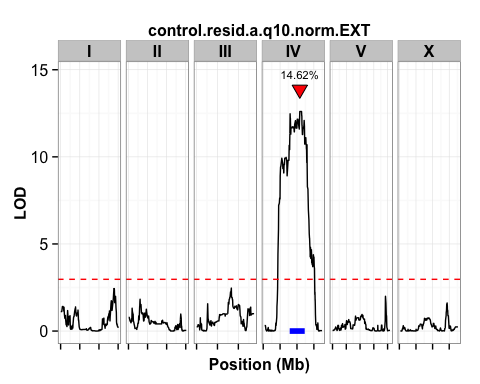 control.resid.a.q10.norm.EXT
I II III IV V X
14.62%
15
10
5
0
LOD
Position (Mb)